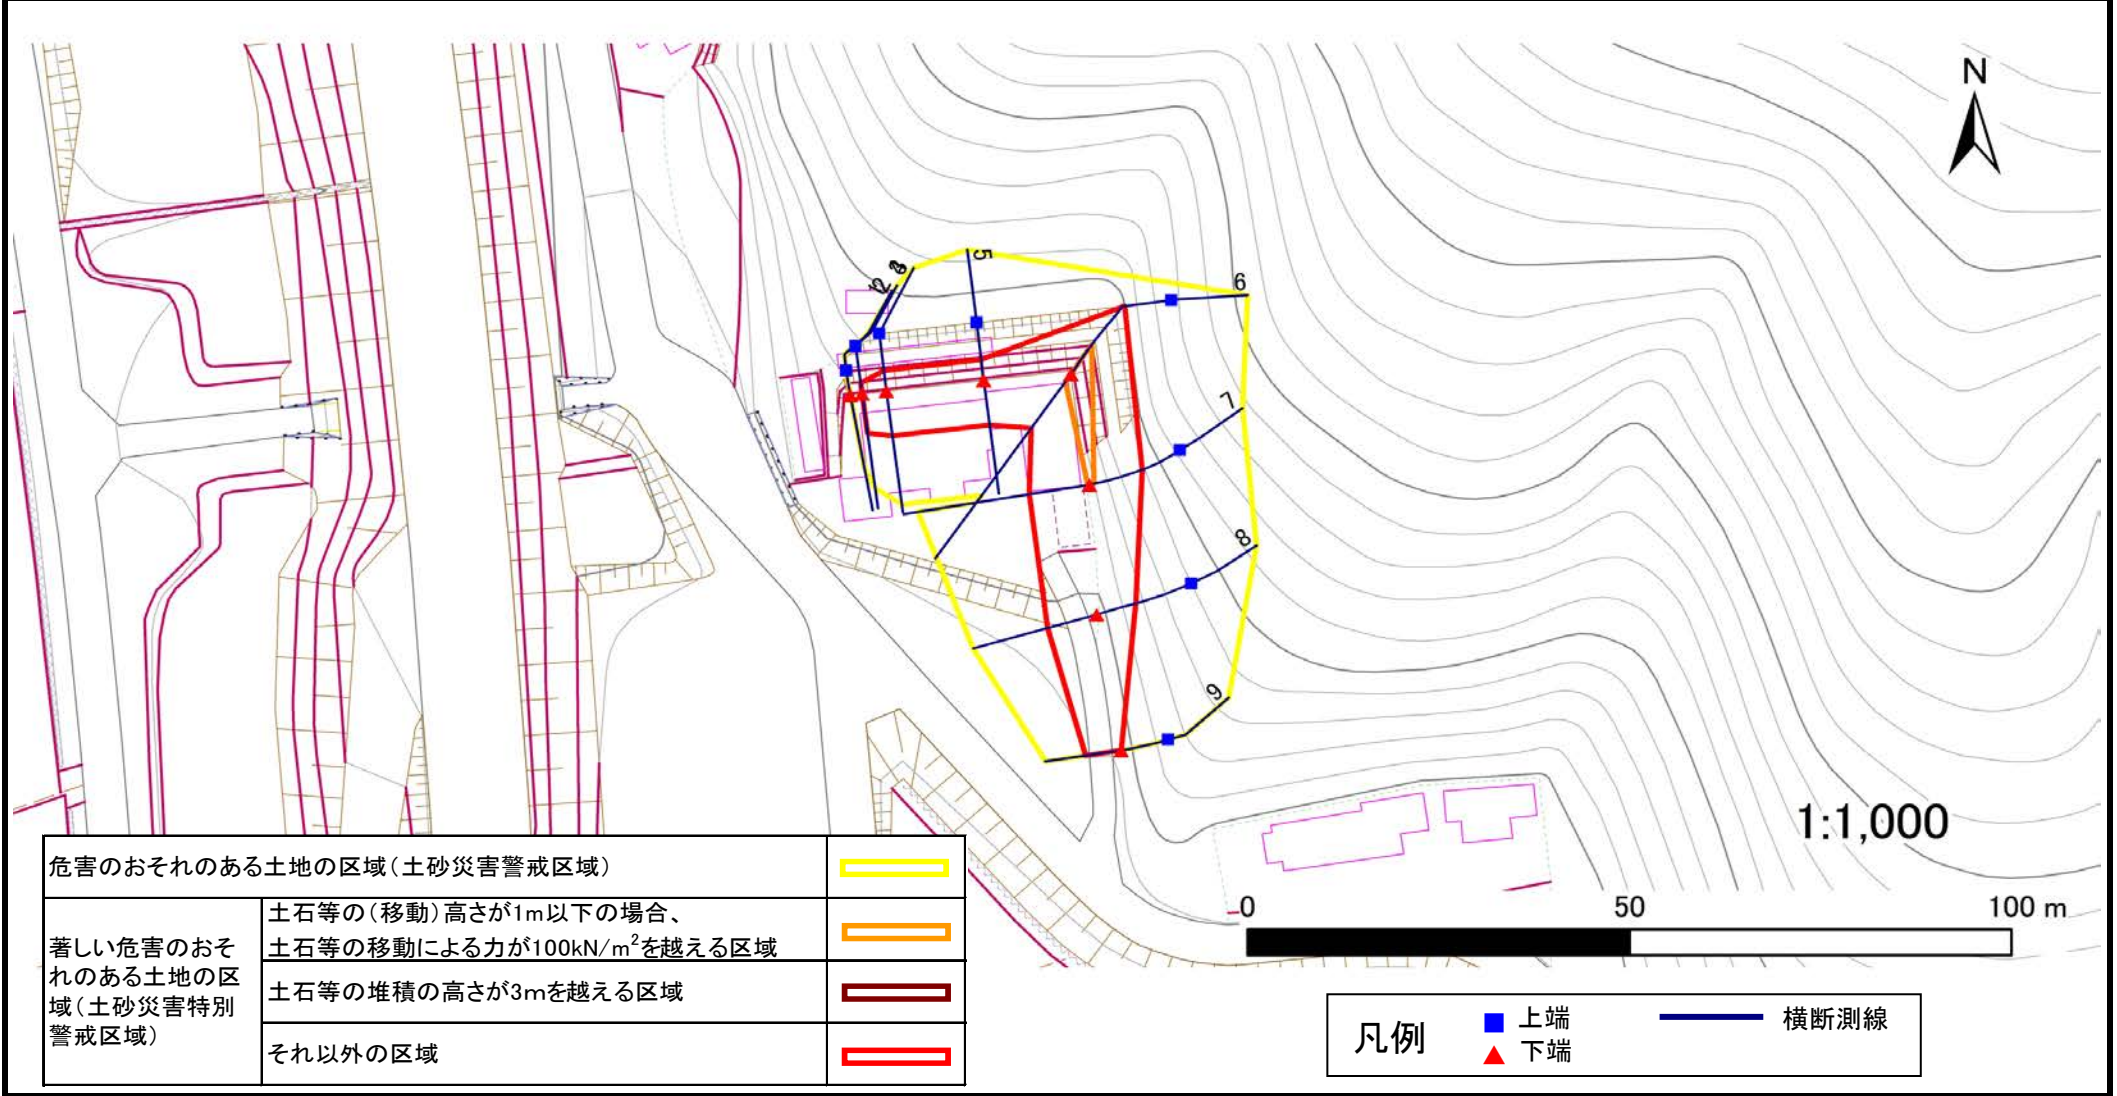 N
5
6
7
8
9
1:1,000
0
50
100 m
危害のおそれのある土地の区域(土砂災害警戒区域)
著しい危害のおそ
れのある土地の区
域(土砂災害特別
警戒区域)
土石等の(移動)高さが1m以下の場合、
土石等の移動による力が100kN/m²を越える区域
土石等の堆積の高さが3mを越える区域
それ以外の区域
凡例
上端
下端
横断測線